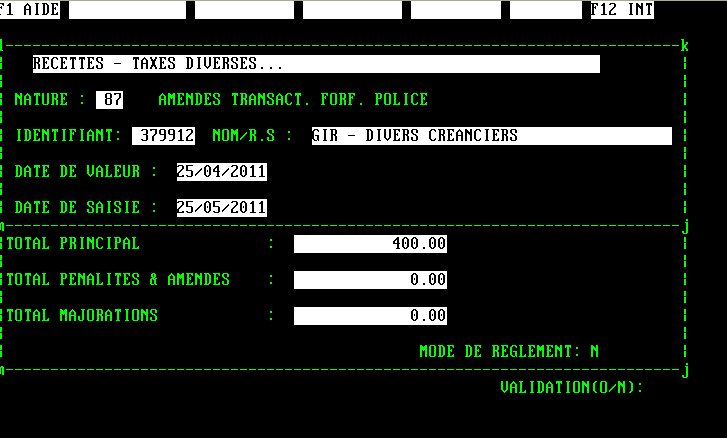 F1 AIDE F12 INT
RECETTES - TAXES DIVERSES...
NATURE : 87 AMENDES TRANSACT. FORF. POLICE
IDENTIFIANT: 379912 NOM/R.S : GIR - DIVERS CREANCIERS
DATE DE VALEUR : 25/04/2011
DATE DE SAISIE : 25/05/2011
TOTAL PRINCIPAL : 400.00
TOTAL PENALITES & AMENDES : 0.00
TOTAL MAJORATIONS : 0.00
MODE DE REGLEMENT: N
VALIDATION(O/N):